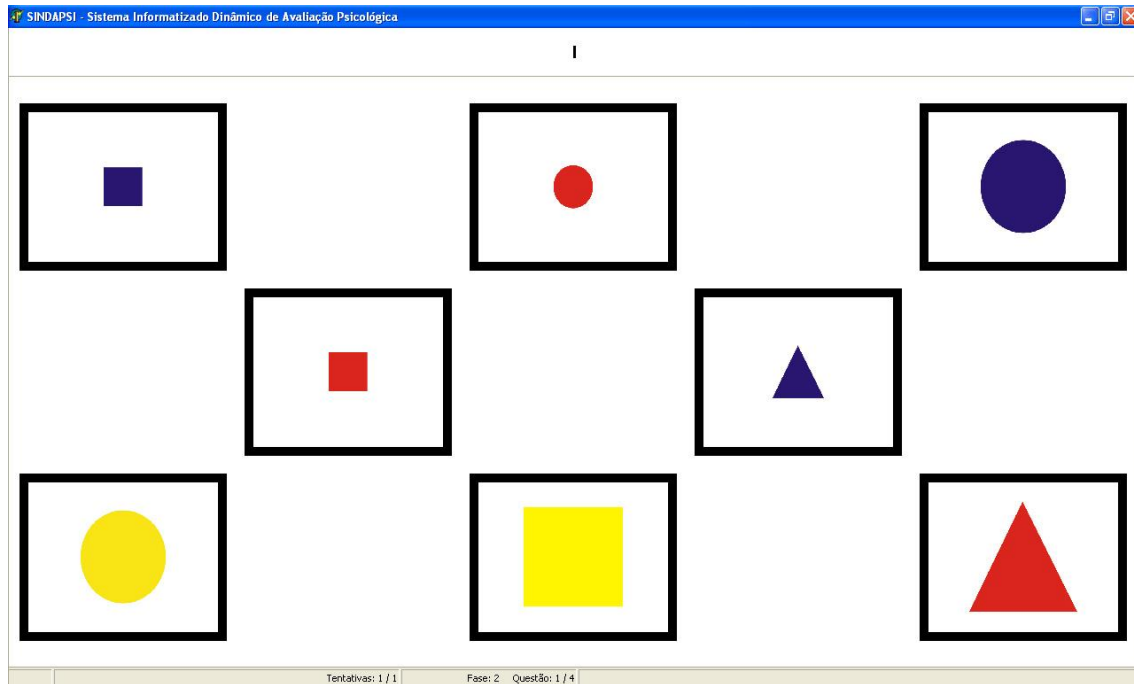 SINDAPSI - Sistema Informatizado Dinâmico de Avaliação Psicológica
I
Tentativas: 1 / 1 Fase: 2 Questão: 1 / 4